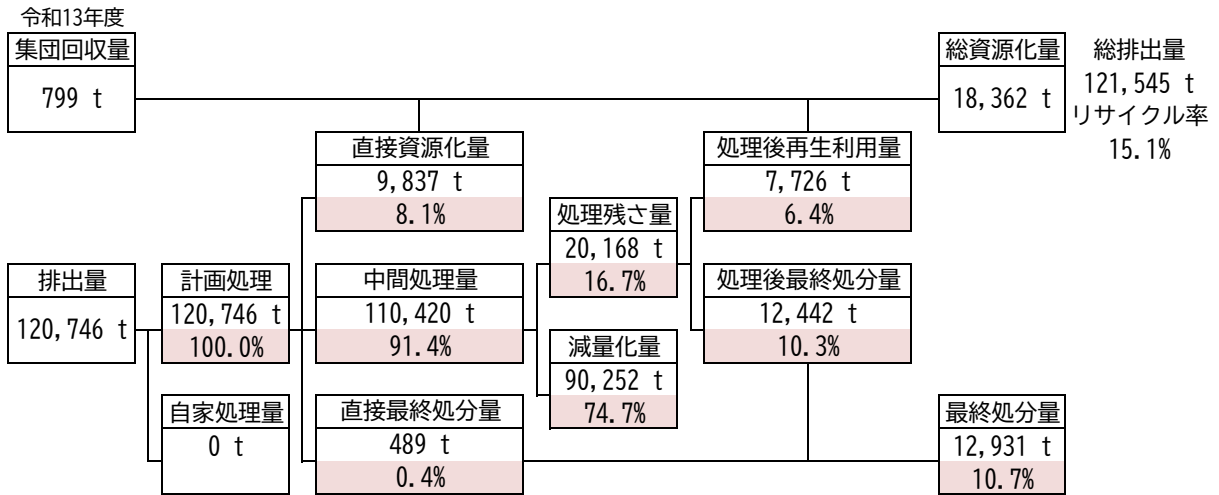 令和13年度
集団回収量
799 t
総資源化量
18,362 t
総排出量
121,545 t
リサイクル率
15.1%
直接資源化量
9,837 t
8.1%
処理後再生利用量
7,726 t
6.4%
処理残さ量
20,168 t
16.7%
排出量
120,746 t
計画処理
120,746 t
100.0%
中間処理量
110,420 t
91.4%
処理後最終処分量
12,442 t
10.3%
減量化量
90,252 t
74.7%
自家処理量
0 t
直接最終処分量
489 t
0.4%
最終処分量
12,931 t
10.7%